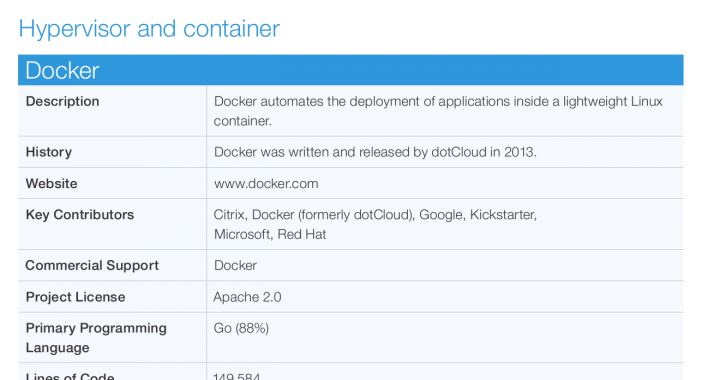 Hypervisor and container
Docker
Description
Docker automates the deployment of applications inside a lightweight Linux
container.
History
Docker was written and released by dotCloud in 2013.
Website
www.docker.com
Key Contributors
Citrix, Docker (formerly dotCloud), Google, Kickstarter,
Microsoft, Red Hat
Commercial Support
Docker
Project License
Apache 2.0
Primary Programming
Language
Go (88%)
Lines of Code
149,584